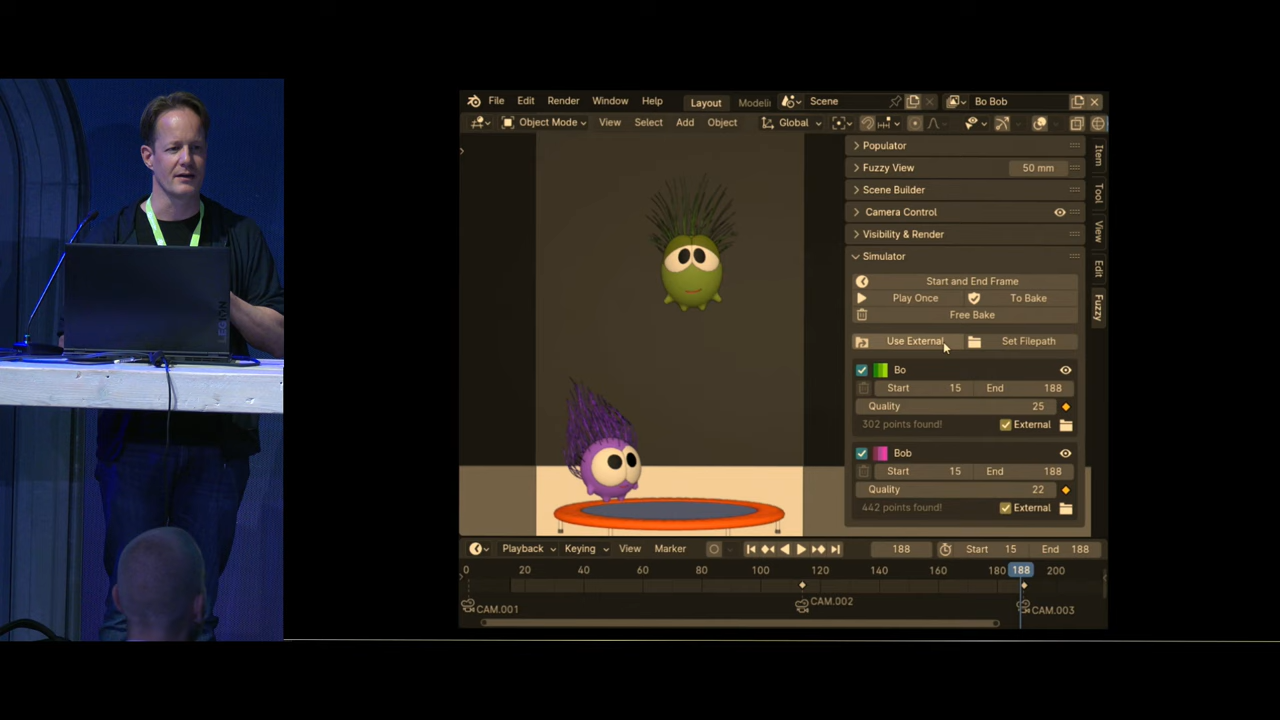 File Edit Render Window Help Layout Modeli Scene Bo Bob
Object Mode View Select Add Object Global
Populator
Fuzzy View 50 mm
Scene Builder
Camera Control
Visibility & Render
Simulator
Start and End Frame
Play Once To Bake
Free Bake
Use External Set Filepath
Bo
Start 15 End 188
Quality 25
302 points found! External
Bob
Start 15 End 188
Quality 22
442 points found! External
Item
Tool
View
Edit
Fuzzy
Playback Keying View Marker 188 Start 15 End 188
0 20 40 60 80 100 120 140 160 180 188 200
CAM.001 CAM.002 CAM.003
LEGION